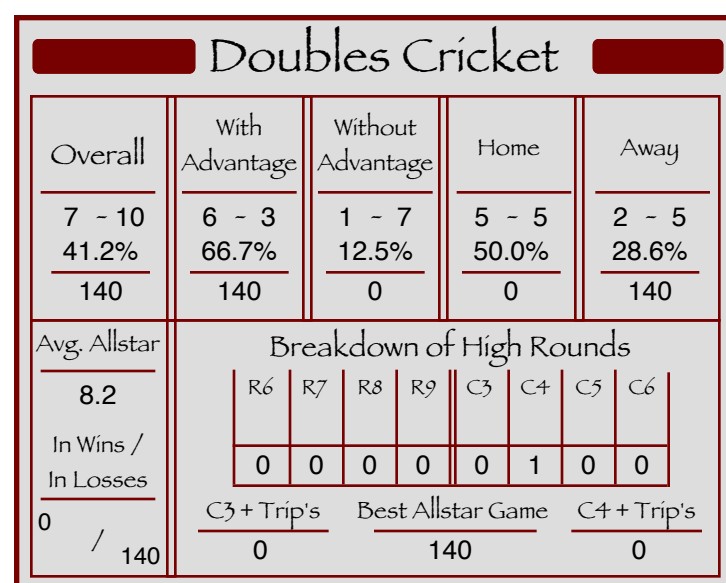 Doubles Cricket
Overall
With
Advantage
Without
Advantage
Home
Away
7 ~ 10
6 ~ 3
1 ~ 7
5 ~ 5
2 ~ 5
41.2%
66.7%
12.5%
50.0%
28.6%
140
140
0
0
140
Avg. Allstar
8.2
In Wins /
In Losses
0
/
140
Breakdown of High Rounds
R6 R7 R8 R9 C3 C4 C5 C6
0 0 0 0 0 1 0 0
C3 + Trip's
Best Allstar Game
C4 + Trip's
0
140
0